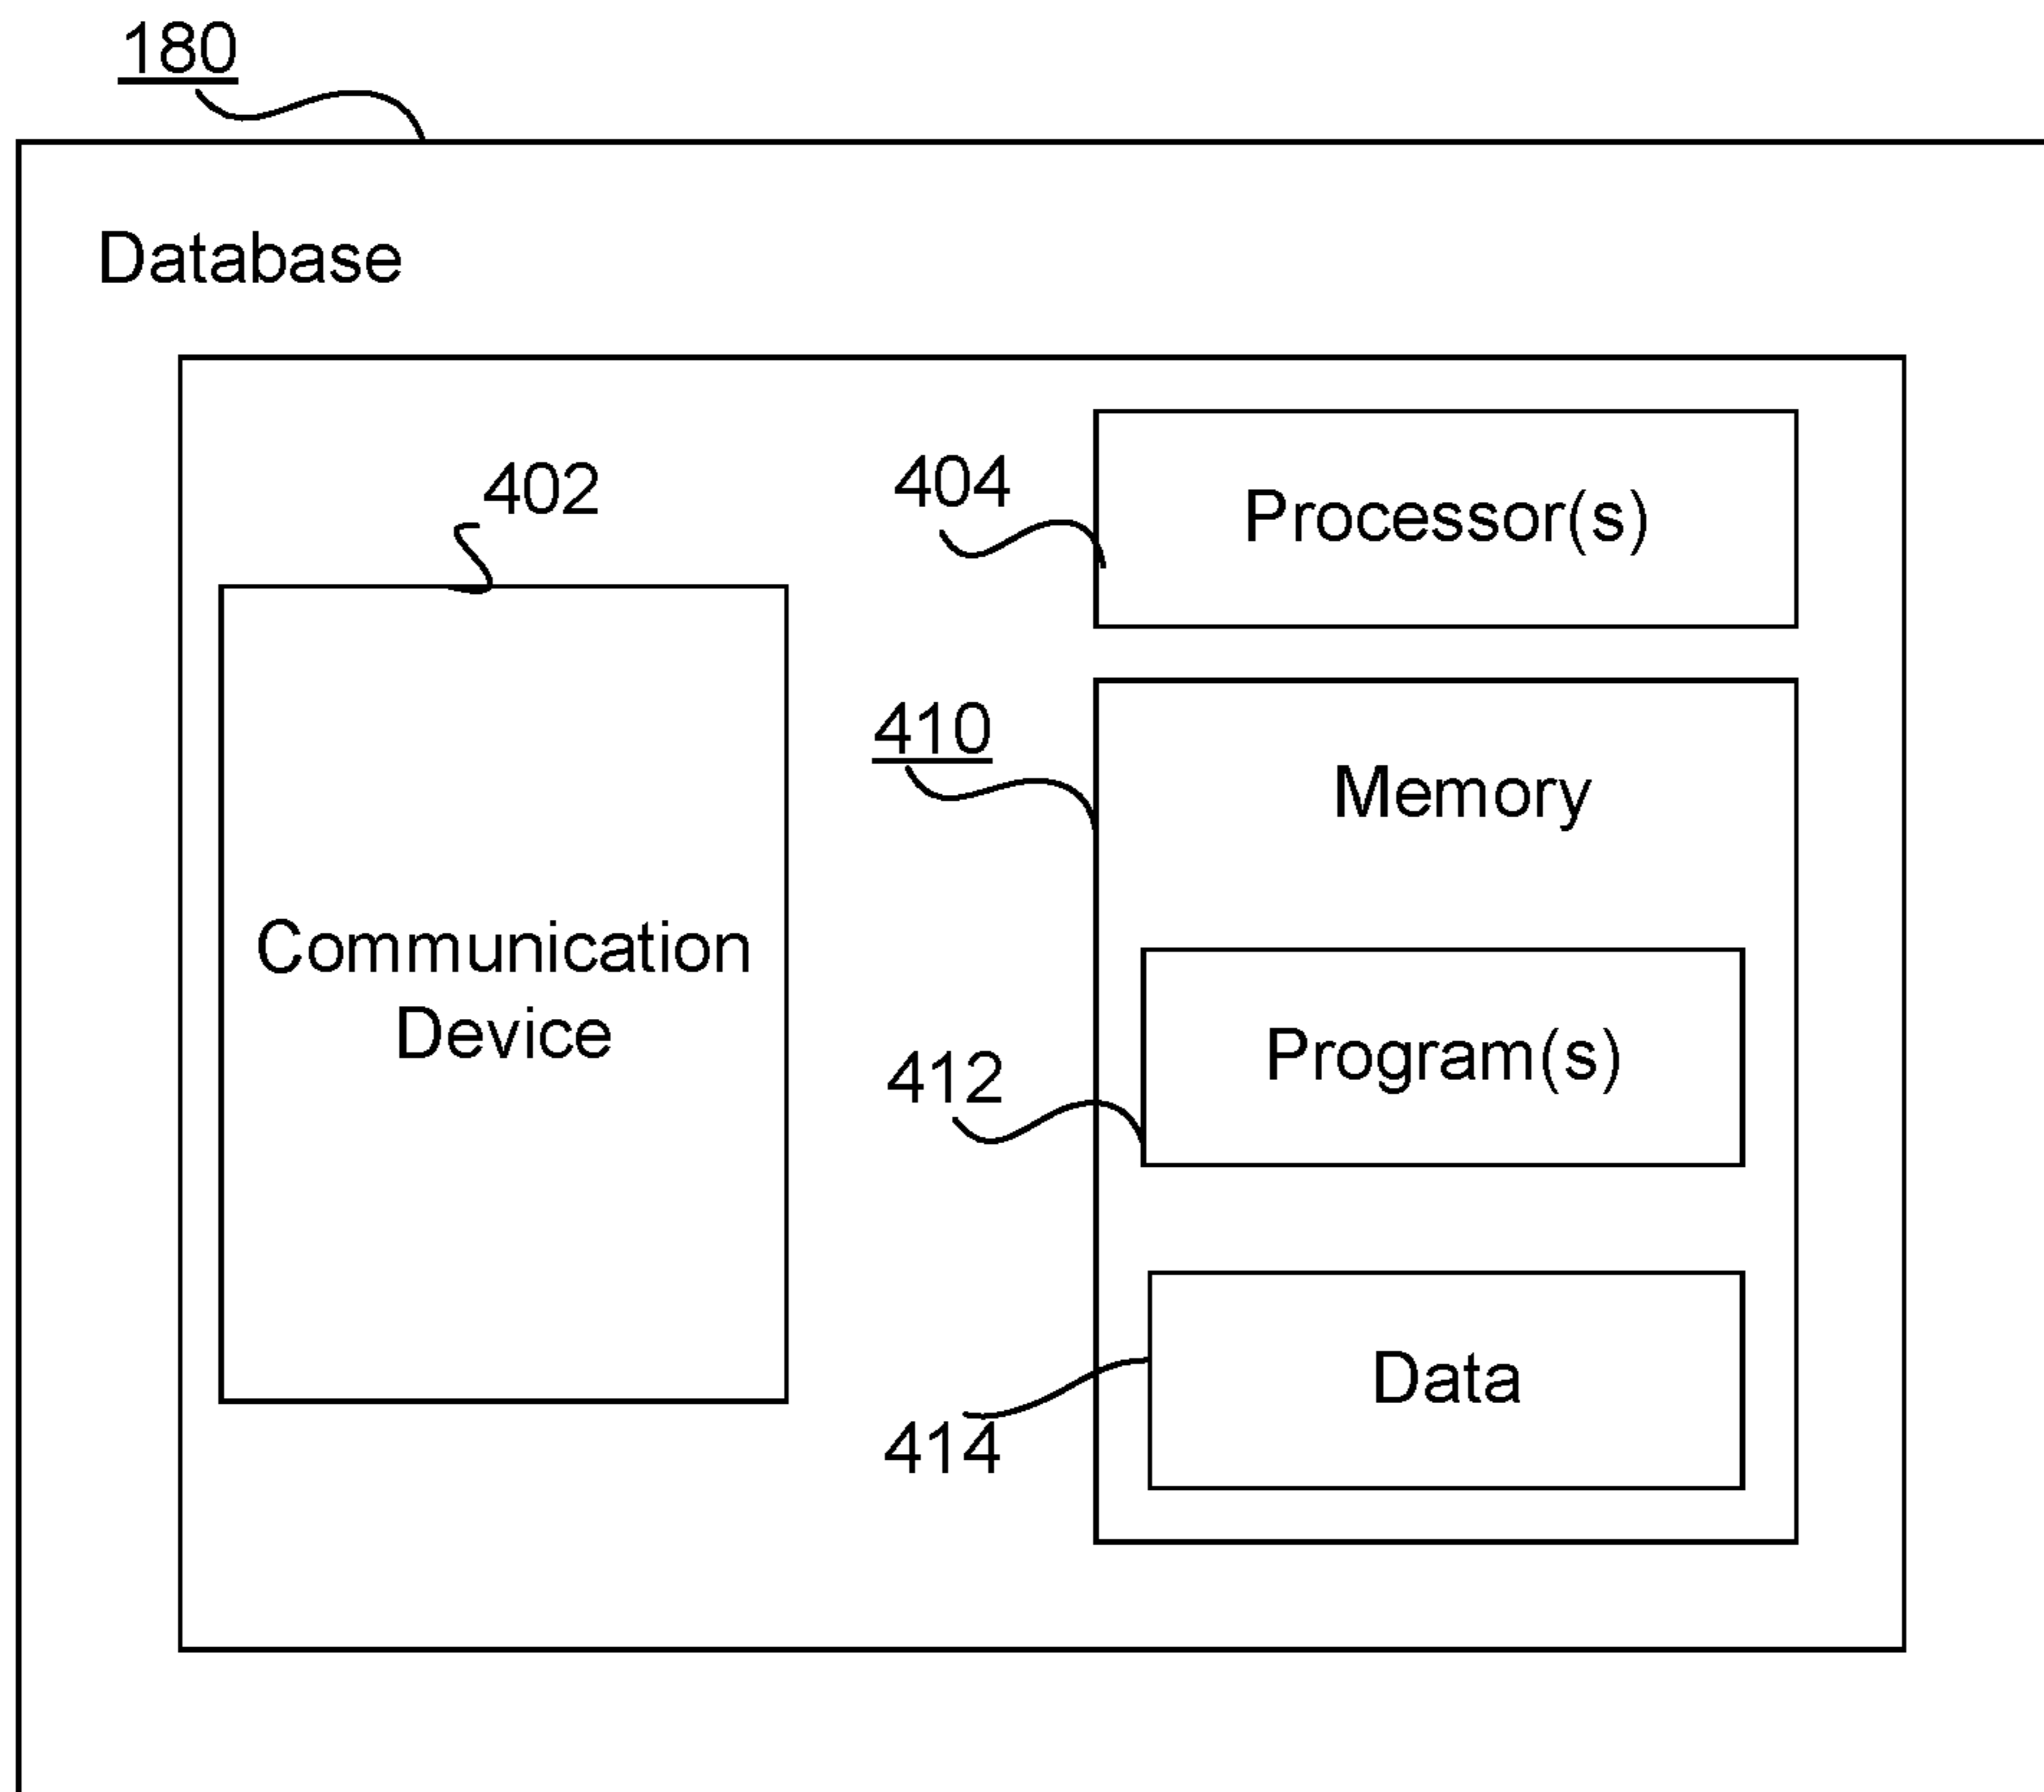 180
Database
402
404
Processor(s)
410
Memory
Communication
Device
412
Program(s)
414
Data